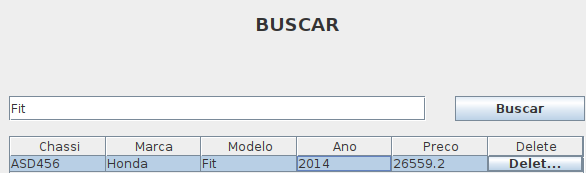 BUSCAR
Fit Buscar
Chassi Marca Modelo Ano Preco Delete
ASD456 Honda Fit 2014 26559.2 Delet...